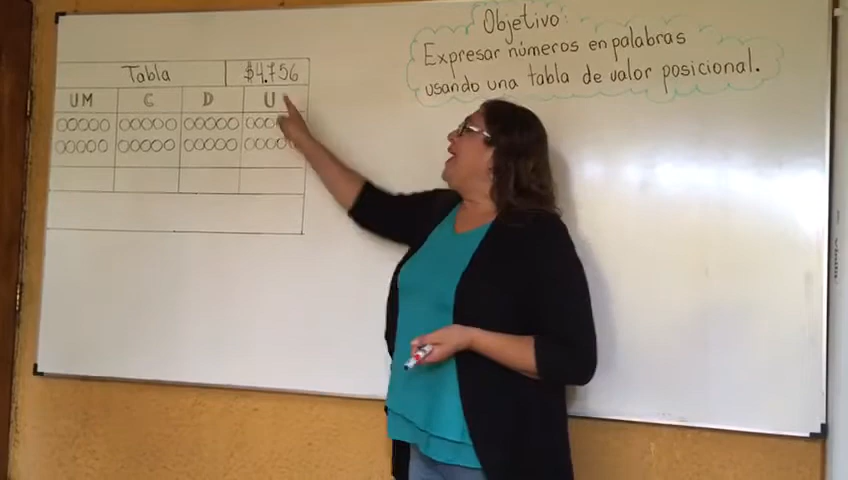 Objetivo:
Expresar números en palabras
usando una tabla de valor posicional.
Tabla $4.756
UM C D U